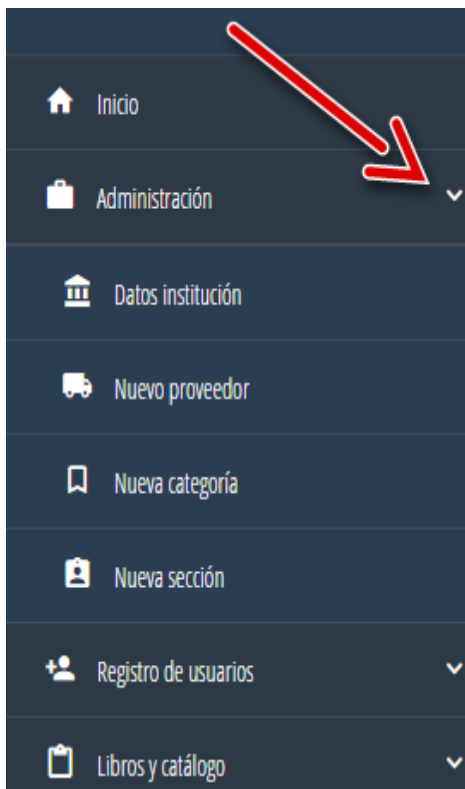 Inicio
Administración
Datos institución
Nuevo proveedor
Nueva categoría
Nueva sección
Registro de usuarios
Libros y catálogo